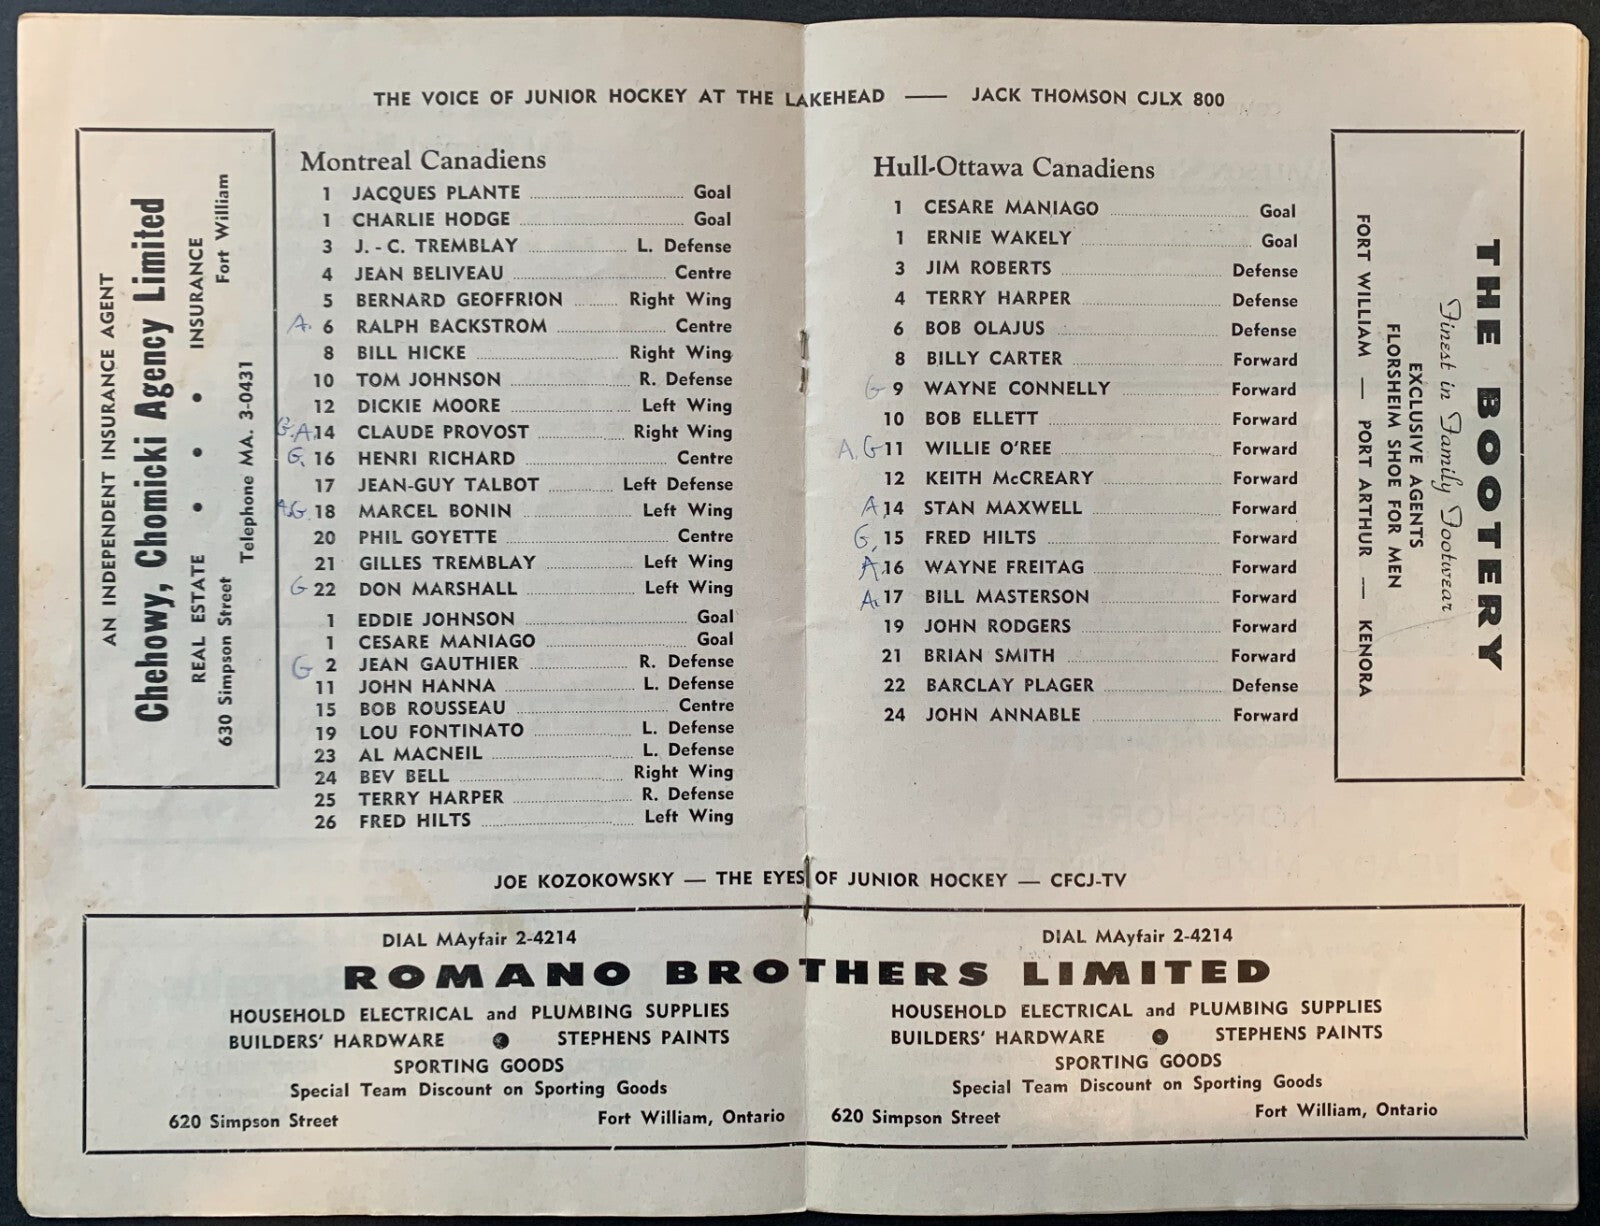 THE VOICE OF JUNIOR HOCKEY AT THE LAKEHEAD —— JACK THOMSON CJLX 800
AN INDEPENDENT INSURANCE AGENT
Chehowy, Chomicki Agency Limited
REAL ESTATE • • • INSURANCE
630 Simpson Street Fort William
Telephone MA. 3-0431
Montreal Canadiens
1 JACQUES PLANTE Goal
1 CHARLIE HODGE Goal
3 J. - C. TREMBLAY L. Defense
4 JEAN BELIVEAU Centre
5 BERNARD GEOFFRION Right Wing
A. 6 RALPH BACKSTROM Centre
8 BILL HICKE Right Wing
10 TOM JOHNSON R. Defense
12 DICKIE MOORE Left Wing
G.A. 14 CLAUDE PROVOST Right Wing
G. 16 HENRI RICHARD Centre
17 JEAN-GUY TALBOT Left Defense
A.G. 18 MARCEL BONIN Left Wing
20 PHIL GOYETTE Centre
21 GILLES TREMBLAY Left Wing
G 22 DON MARSHALL Left Wing
1 EDDIE JOHNSON Goal
1 CESARE MANIAGO Goal
G 2 JEAN GAUTHIER R. Defense
11 JOHN HANNA L. Defense
15 BOB ROUSSEAU Centre
19 LOU FONTINATO L. Defense
23 AL MACNEIL L. Defense
24 BEV BELL Right Wing
25 TERRY HARPER R. Defense
26 FRED HILTS Left Wing
Hull-Ottawa Canadiens
1 CESARE MANIAGO Goal
1 ERNIE WAKELY Goal
3 JIM ROBERTS Defense
4 TERRY HARPER Defense
6 BOB OLAJUS Defense
8 BILLY CARTER Forward
G 9 WAYNE CONNELLY Forward
10 BOB ELLETT Forward
A. G 11 WILLIE O'REE Forward
12 KEITH McCREARY Forward
A. 14 STAN MAXWELL Forward
G. 15 FRED HILTS Forward
A. 16 WAYNE FREITAG Forward
A. 17 BILL MASTERSON Forward
19 JOHN RODGERS Forward
21 BRIAN SMITH Forward
22 BARCLAY PLAGER Defense
24 JOHN ANNABLE Forward
THE BOOTERY
Finest in Family Footwear
EXCLUSIVE AGENTS
FLORSHEIM SHOE FOR MEN
FORT WILLIAM — PORT ARTHUR — KENORA
JOE KOZOKOWSKY — THE EYES OF JUNIOR HOCKEY — CFCJ-TV
DIAL MAyfair 2-4214 DIAL MAyfair 2-4214
ROMANO BROTHERS LIMITED
HOUSEHOLD ELECTRICAL and PLUMBING SUPPLIES HOUSEHOLD ELECTRICAL and PLUMBING SUPPLIES
BUILDERS' HARDWARE ● STEPHENS PAINTS BUILDERS' HARDWARE ● STEPHENS PAINTS
SPORTING GOODS SPORTING GOODS
Special Team Discount on Sporting Goods Special Team Discount on Sporting Goods
620 Simpson Street Fort William, Ontario 620 Simpson Street Fort William, Ontario